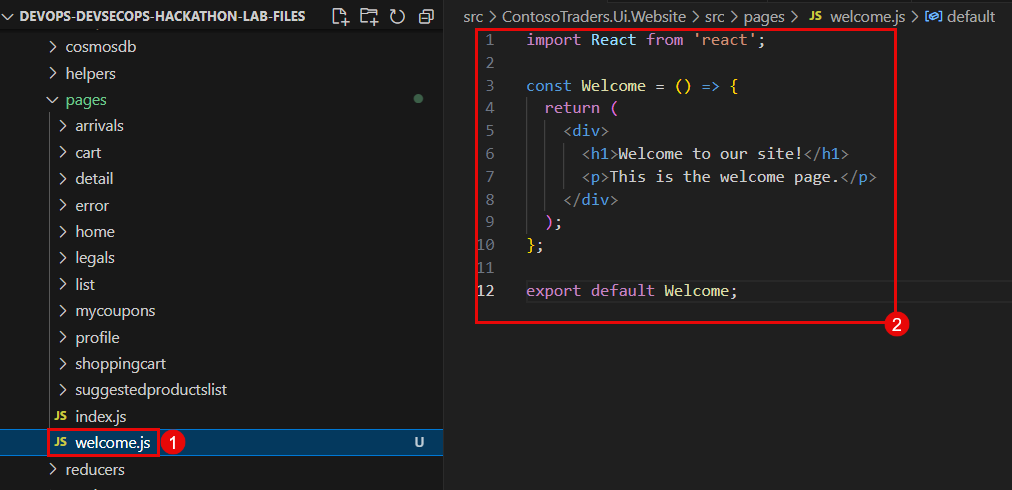 DEVOPS-DEVSECOPS-HACKATHON-LAB-FILES
cosmosdb
helpers
pages
arrivals
cart
detail
error
home
legals
list
mycoupons
profile
shoppingcart
suggestedproductslist
JS index.js
JS welcome.js 1 U
reducers
src > ContosoTraders.Ui.Website > src > pages > JS welcome.js > default
1 import React from 'react';
2
3 const Welcome = () => {
4 return (
5 <div>
6 <h1>Welcome to our site!</h1>
7 <p>This is the welcome page.</p>
8 </div>
9 );
10 };
11
12 export default Welcome;
2